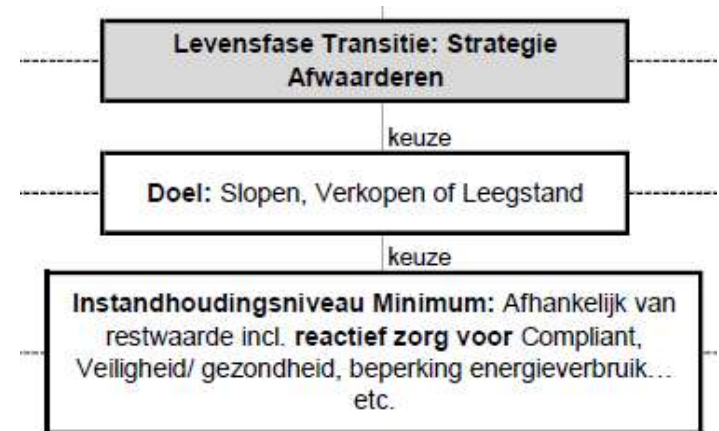 Levensfase Transitie: Strategie
Afwaarderen
keuze
Doel: Slopen, Verkopen of Leegstand
keuze
Instandhoudingsniveau Minimum: Afhankelijk van
restwaarde incl. reactief zorg voor Compliant,
Veiligheid/ gezondheid, beperking energieverbruik…
etc.